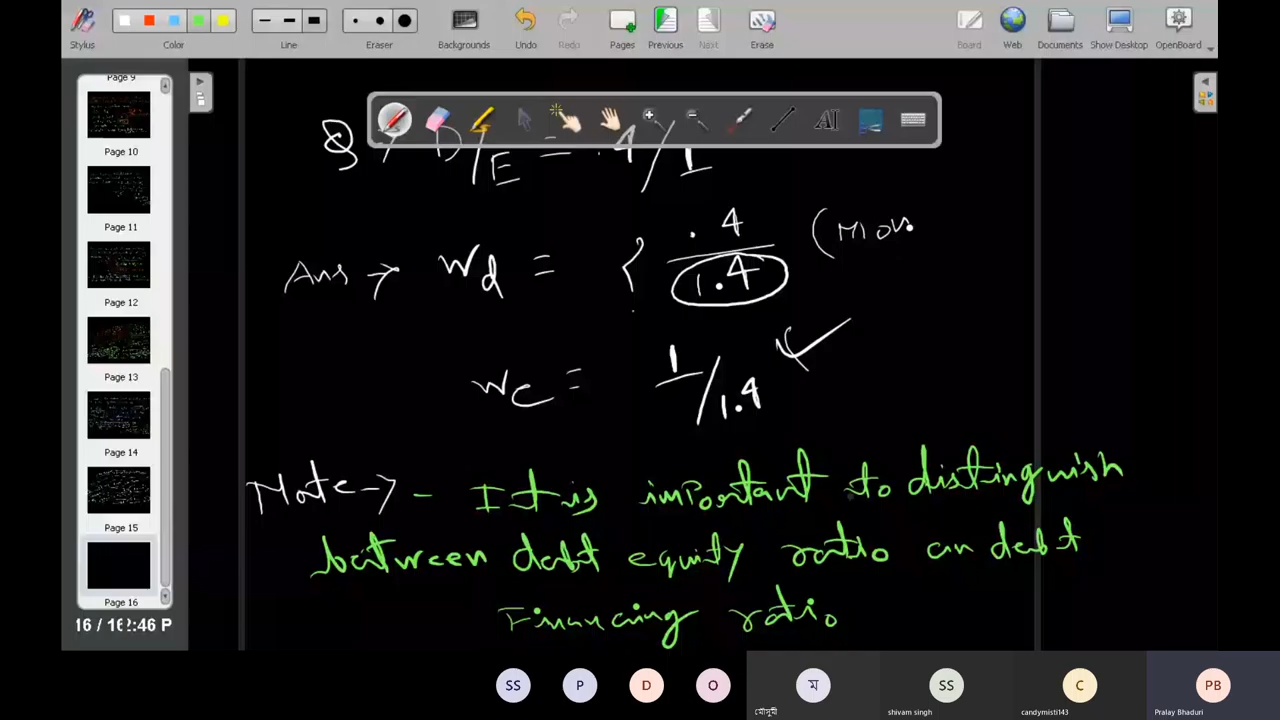 Stylus
Color
Line
Eraser
Backgrounds
Undo
Redo
Pages
Previous
Next
Erase
Board
Web
Documents
Show Desktop
OpenBoard
Page 9
Page 10
Page 11
Page 12
Page 13
Page 14
Page 15
Page 16
Q → D/E = .4/1
Ans → Wd = { .4
1.4
we = 1/1.4
Note → - It is important to distinguish
between debt equity ratio an debt
Financing ratio
SS
P
D
O
ম
মৌসুমী
SS
shivam singh
C
candymisti143
PB
Pralay Bhaduri